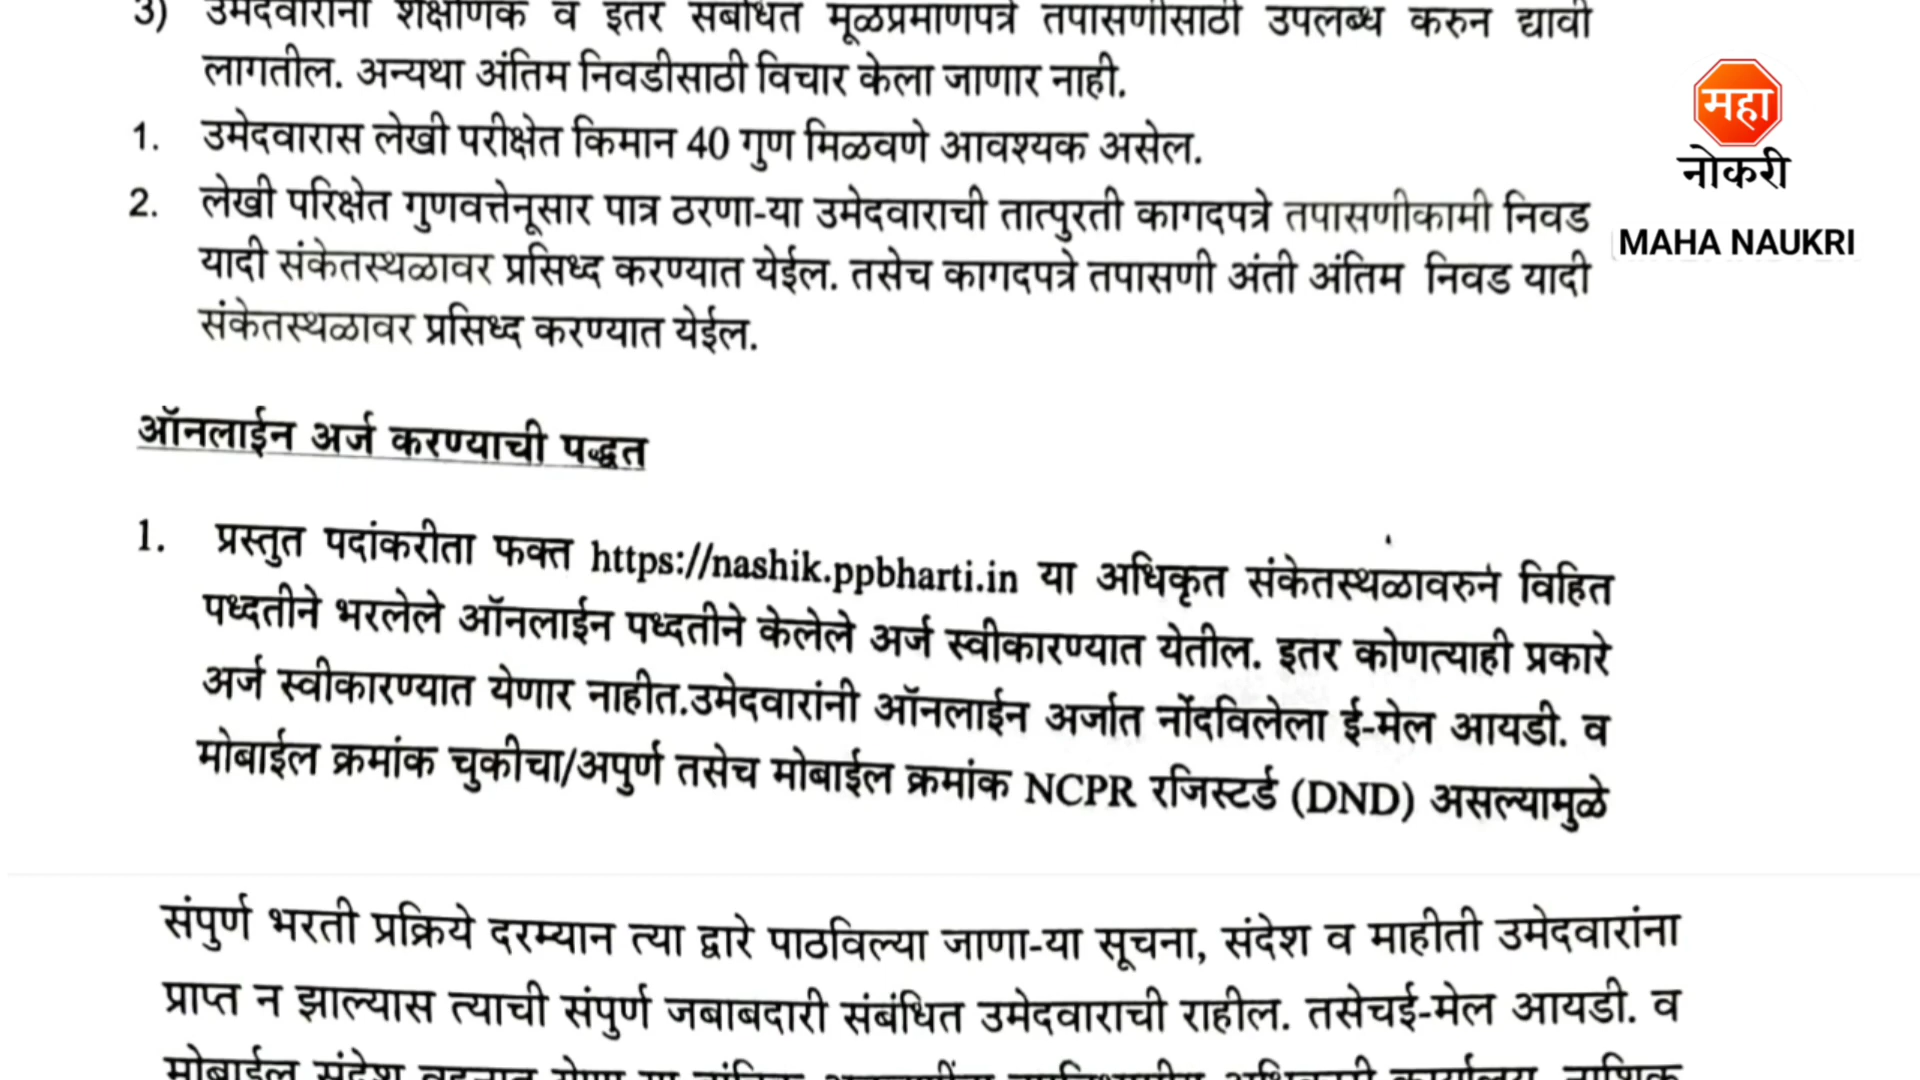 3) उमेदवारांना शैक्षणिक व इतर संबंधित मूळप्रमाणपत्रे तपासणीसाठी उपलब्ध करुन द्यावी
लागतील. अन्यथा अंतिम निवडीसाठी विचार केला जाणार नाही.
1. उमेदवारास लेखी परीक्षेत किमान 40 गुण मिळवणे आवश्यक असेल.
2. लेखी परिक्षेत गुणवत्तेनूसार पात्र ठरणा-या उमेदवाराची तात्पुरती कागदपत्रे तपासणीकामी निवड
यादी संकेतस्थळावर प्रसिध्द करण्यात येईल. तसेच कागदपत्रे तपासणी अंती अंतिम निवड यादी
संकेतस्थळावर प्रसिध्द करण्यात येईल.
महा
नोकरी
MAHA NAUKRI
ऑनलाईन अर्ज करण्याची पद्धत
1. प्रस्तुत पदांकरीता फक्त https://nashik.ppbharti.in या अधिकृत संकेतस्थळावरुन विहित
पध्दतीने भरलेले ऑनलाईन पध्दतीने केलेले अर्ज स्वीकारण्यात येतील. इतर कोणत्याही प्रकारे
अर्ज स्वीकारण्यात येणार नाहीत.उमेदवारांनी ऑनलाईन अर्जात नोंदविलेला ई-मेल आयडी. व
मोबाईल क्रमांक चुकीचा/अपुर्ण तसेच मोबाईल क्रमांक NCPR रजिस्टर्ड (DND) असल्यामुळे
संपुर्ण भरती प्रक्रिये दरम्यान त्या द्वारे पाठविल्या जाणा-या सूचना, संदेश व माहीती उमेदवारांना
प्राप्त न झाल्यास त्याची संपुर्ण जबाबदारी संबंधित उमेदवाराची राहील. तसेचई-मेल आयडी. व
मोबाईल संदेश